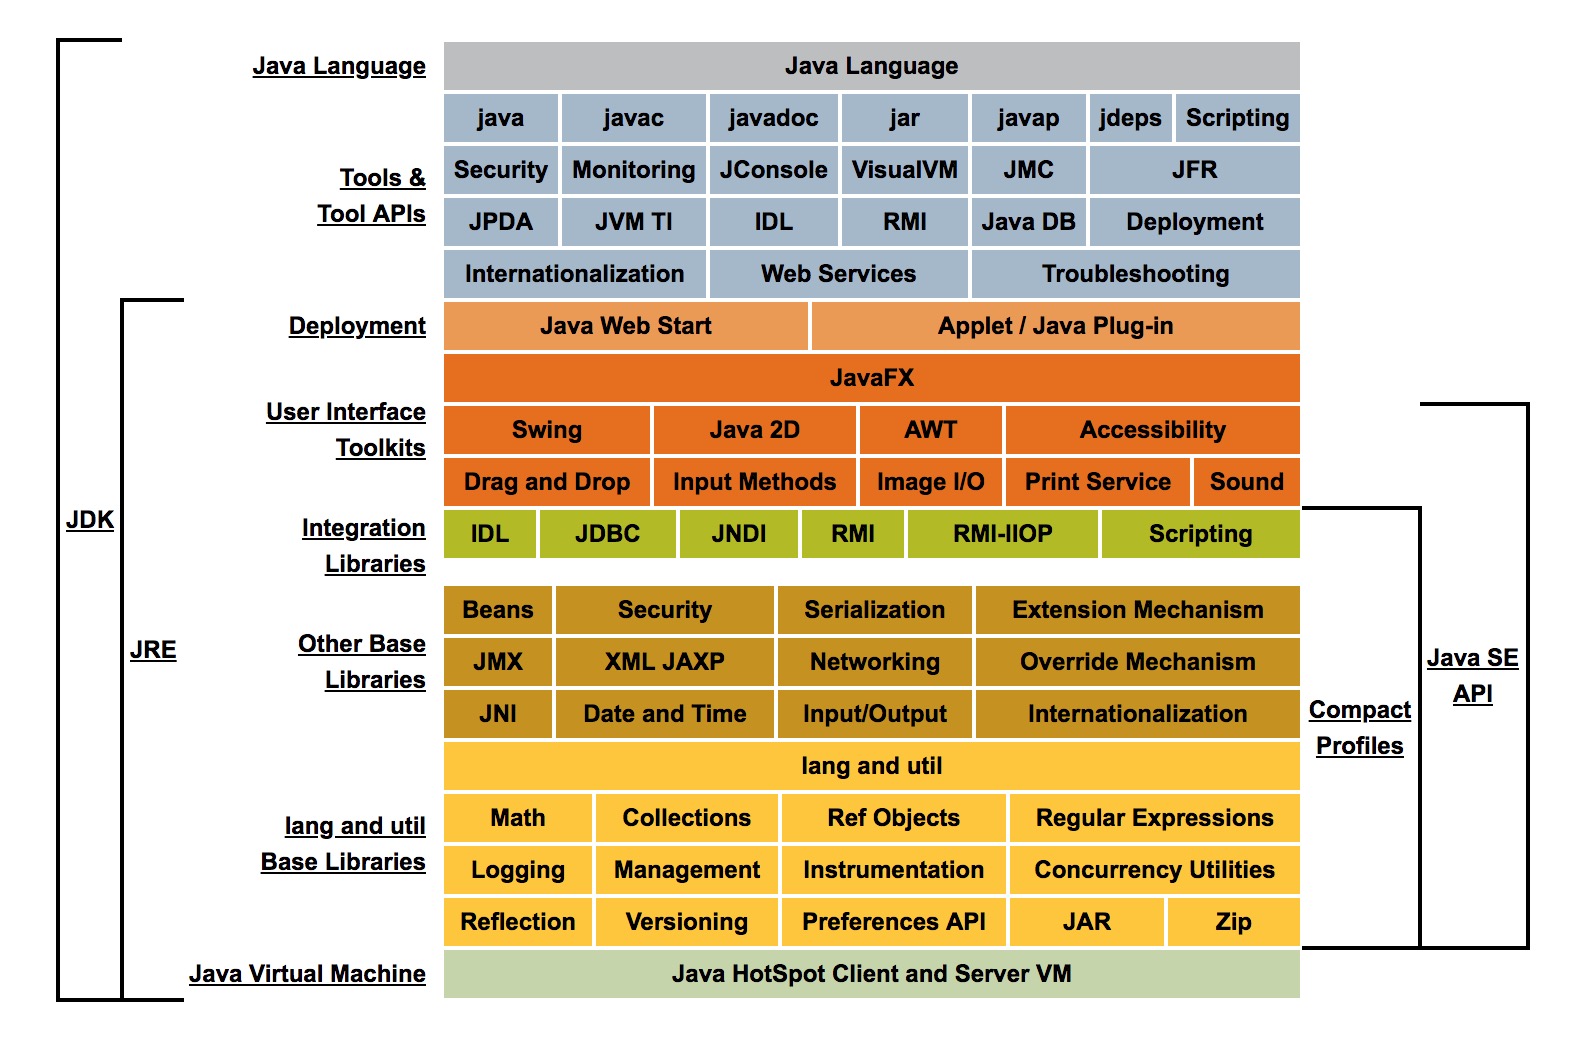 Java Language
Java Language
java javac javadoc jar javap jdeps Scripting
Tools &
Tool APIs
Security Monitoring JConsole VisualVM JMC JFR
JPDA JVM TI IDL RMI Java DB Deployment
Internationalization Web Services Troubleshooting
Deployment
Java Web Start Applet / Java Plug-in
JavaFX
User Interface
Toolkits
Swing Java 2D AWT Accessibility
Drag and Drop Input Methods Image I/O Print Service Sound
JDK
Integration
Libraries
IDL JDBC JNDI RMI RMI-IIOP Scripting
Beans Security Serialization Extension Mechanism
JRE
Other Base
Libraries
JMX XML JAXP Networking Override Mechanism
JNI Date and Time Input/Output Internationalization
Java SE
API
Compact
Profiles
lang and util
lang and util
Base Libraries
Math Collections Ref Objects Regular Expressions
Logging Management Instrumentation Concurrency Utilities
Reflection Versioning Preferences API JAR Zip
Java Virtual Machine
Java HotSpot Client and Server VM